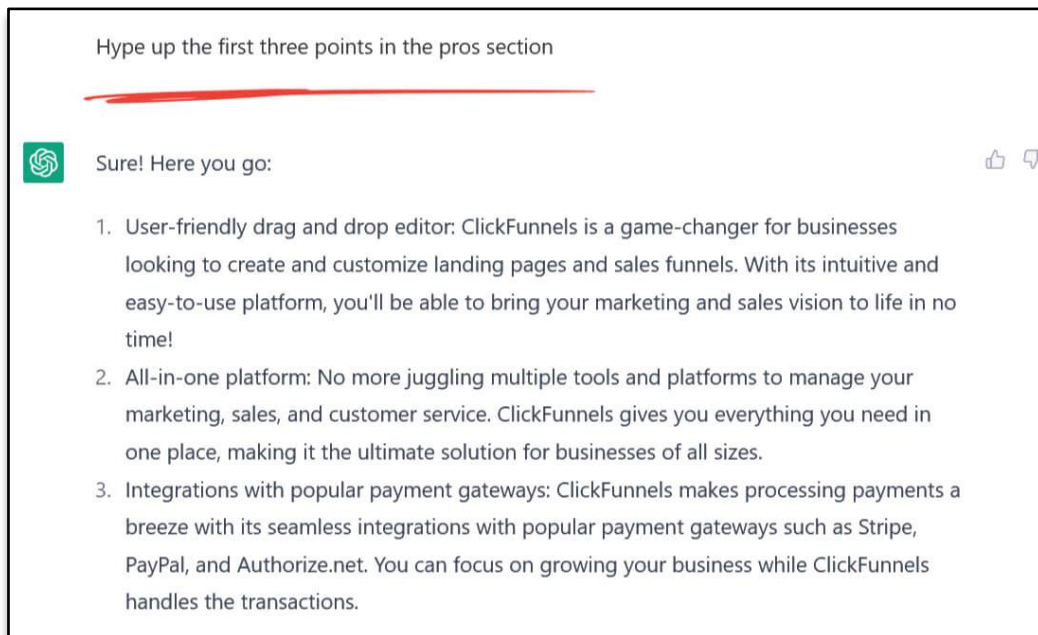 Hype up the first three points in the pros section
Sure! Here you go:
1. User-friendly drag and drop editor: ClickFunnels is a game-changer for businesses
looking to create and customize landing pages and sales funnels. With its intuitive and
easy-to-use platform, you'll be able to bring your marketing and sales vision to life in no
time!
2. All-in-one platform: No more juggling multiple tools and platforms to manage your
marketing, sales, and customer service. ClickFunnels gives you everything you need in
one place, making it the ultimate solution for businesses of all sizes.
3. Integrations with popular payment gateways: ClickFunnels makes processing payments a
breeze with its seamless integrations with popular payment gateways such as Stripe,
PayPal, and Authorize.net. You can focus on growing your business while ClickFunnels
handles the transactions.